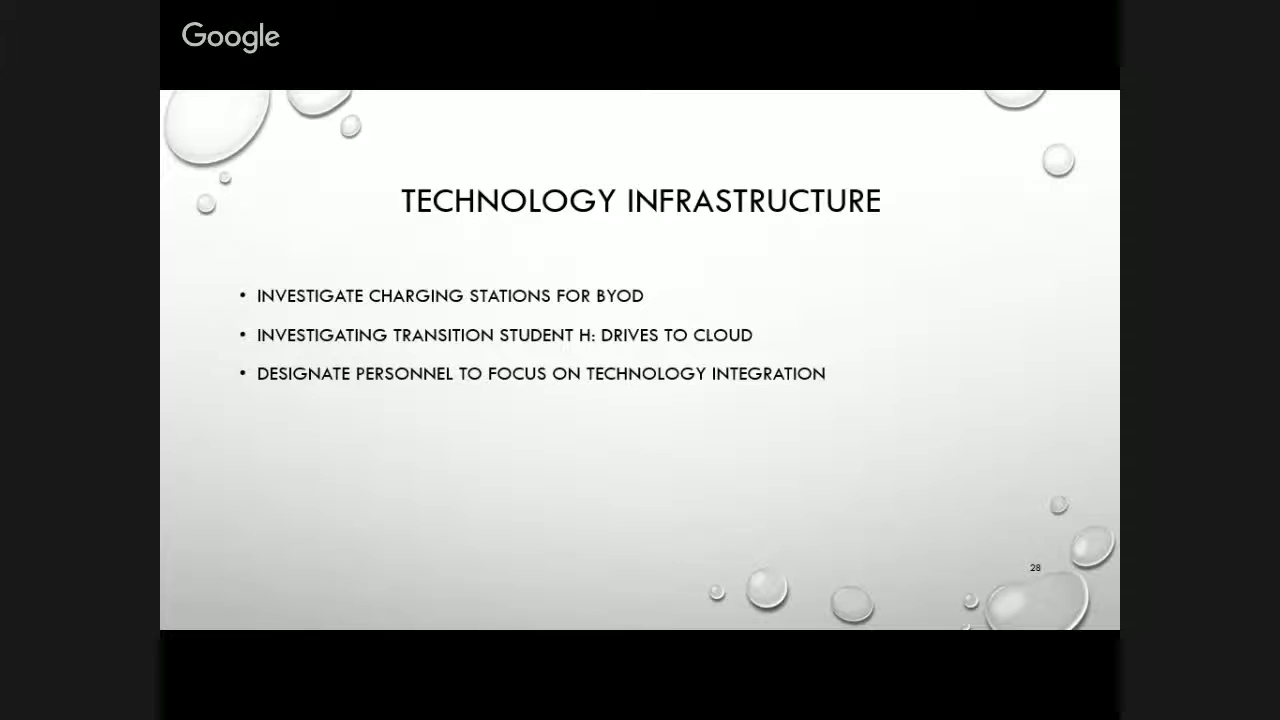 Google
TECHNOLOGY INFRASTRUCTURE
• INVESTIGATE CHARGING STATIONS FOR BYOD
• INVESTIGATING TRANSITION STUDENT H: DRIVES TO CLOUD
• DESIGNATE PERSONNEL TO FOCUS ON TECHNOLOGY INTEGRATION
28